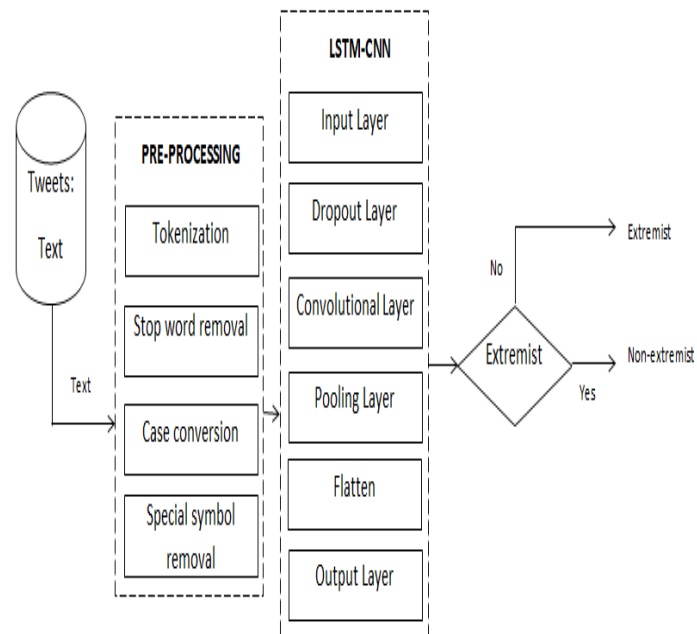 Tweets:
Text
Text
PRE-PROCESSING
Tokenization
Stop word removal
Case conversion
Special symbol
removal
LSTM-CNN
Input Layer
Dropout Layer
Convolutional Layer
Pooling Layer
Flatten
Output Layer
Extremist
No
Extremist
Yes
Non-extremist